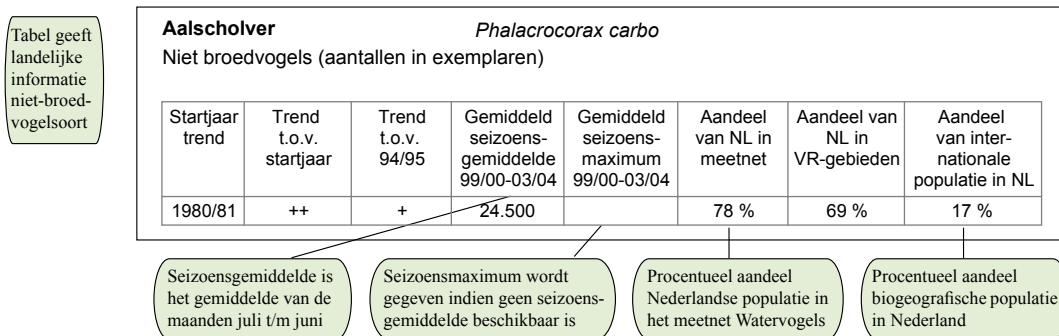 Tabel geeft
landelijke
informatie
niet-broed-
vogelsoort
Aalscholver Phalacrocorax carbo
Niet broedvogels (aantallen in exemplaren)
Startjaar
trend
Trend
t.o.v.
startjaar
Trend
t.o.v.
94/95
Gemiddeld
seizoens-
gemiddelde
99/00-03/04
Gemiddeld
seizoens-
maximum
99/00-03/04
Aandeel
van NL in
meetnet
Aandeel van
NL in
VR-gebieden
Aandeel
van inter-
nationale
populatie in NL
1980/81 ++ + 24.500 78 % 69 % 17 %
Seizoensgemiddelde is
het gemiddelde van de
maanden juli t/m juni
Seizoensmaximum wordt
gegeven indien geen seizoens-
gemiddelde beschikbaar is
Procentueel aandeel
Nederlandse populatie in
het meetnet Watervogels
Procentueel aandeel
biogeografische populatie
in Nederland